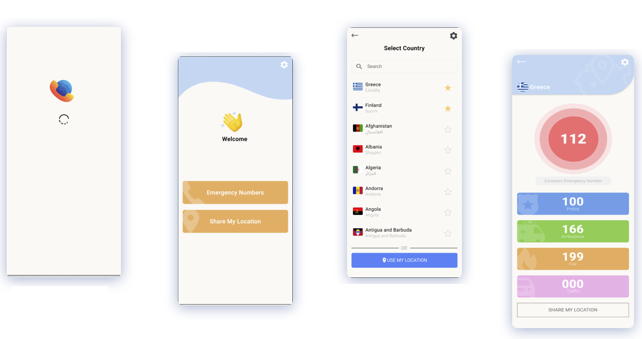 Welcome
Emergency Numbers
Share My Location
Select Country
Search
Greece
Ελλάδα
Finland
Suomi
Afghanistan
افغانستان
Albania
Shqipëri
Algeria
الجزائر
Andorra
Andorra
Angola
Angola
Antigua and Barbuda
Antigua and Barbuda
OR
USE MY LOCATION
Greece
112
European Emergency Number
100
Police
166
Ambulance
199
Fire
000
Traffic
SHARE MY LOCATION